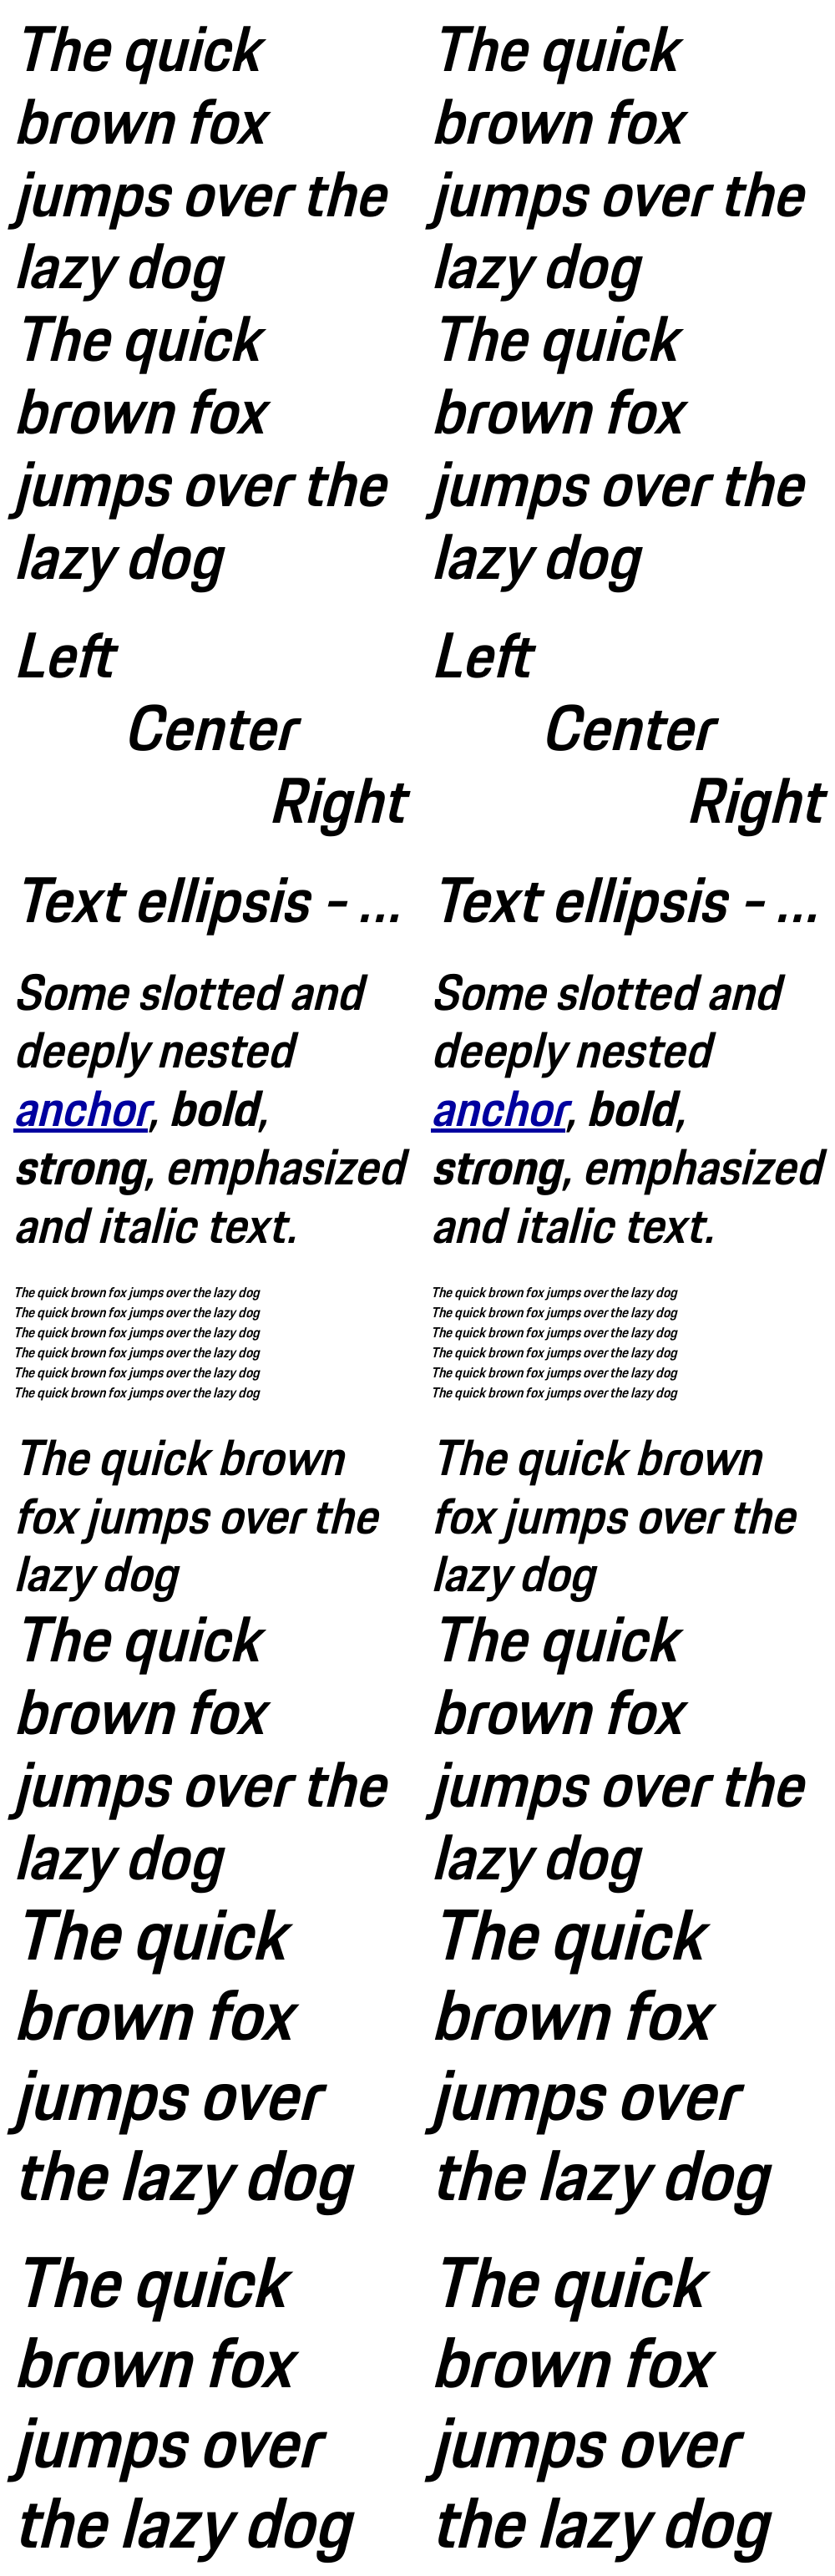 The quick
brown fox
jumps over the
lazy dog
The quick
brown fox
jumps over the
lazy dog
Left
Center
Right
Text ellipsis - ...
Some slotted and
deeply nested
anchor, bold,
strong, emphasized
and italic text.
The quick brown fox jumps over the lazy dog
The quick brown fox jumps over the lazy dog
The quick brown fox jumps over the lazy dog
The quick brown fox jumps over the lazy dog
The quick brown fox jumps over the lazy dog
The quick brown fox jumps over the lazy dog
The quick brown
fox jumps over the
lazy dog
The quick
brown fox
jumps over the
lazy dog
The quick
brown fox
jumps over
the lazy dog
The quick
brown fox
jumps over
the lazy dog
The quick
brown fox
jumps over the
lazy dog
The quick
brown fox
jumps over the
lazy dog
Left
Center
Right
Text ellipsis - ...
Some slotted and
deeply nested
anchor, bold,
strong, emphasized
and italic text.
The quick brown fox jumps over the lazy dog
The quick brown fox jumps over the lazy dog
The quick brown fox jumps over the lazy dog
The quick brown fox jumps over the lazy dog
The quick brown fox jumps over the lazy dog
The quick brown fox jumps over the lazy dog
The quick brown
fox jumps over the
lazy dog
The quick
brown fox
jumps over the
lazy dog
The quick
brown fox
jumps over
the lazy dog
The quick
brown fox
jumps over
the lazy dog